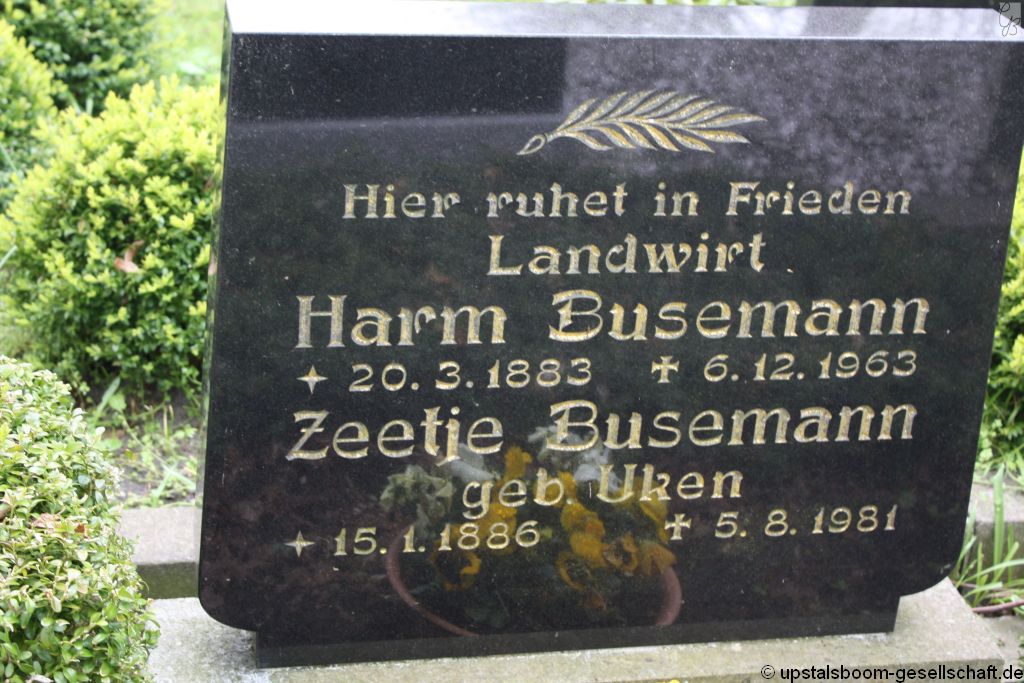 Hier ruhet in Frieden
Landwirt
Harm Busemann
20.3.1883 ✝ 6.12.1963
Zeetje Busemann
geb. Uken
15.1.1886 ✝ 5.8.1981
© upstalsboom-gesellschaft.de